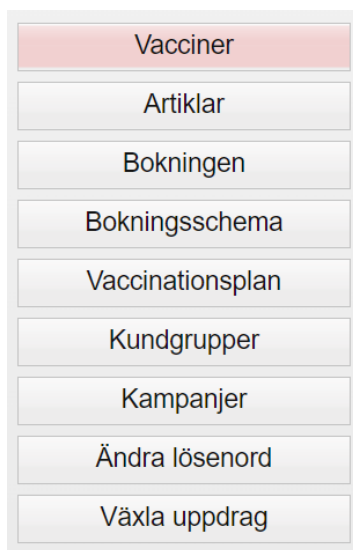 Vacciner
Artiklar
Bokningen
Bokningsschema
Vaccinationsplan
Kundgrupper
Kampanjer
Ändra lösenord
Växla uppdrag